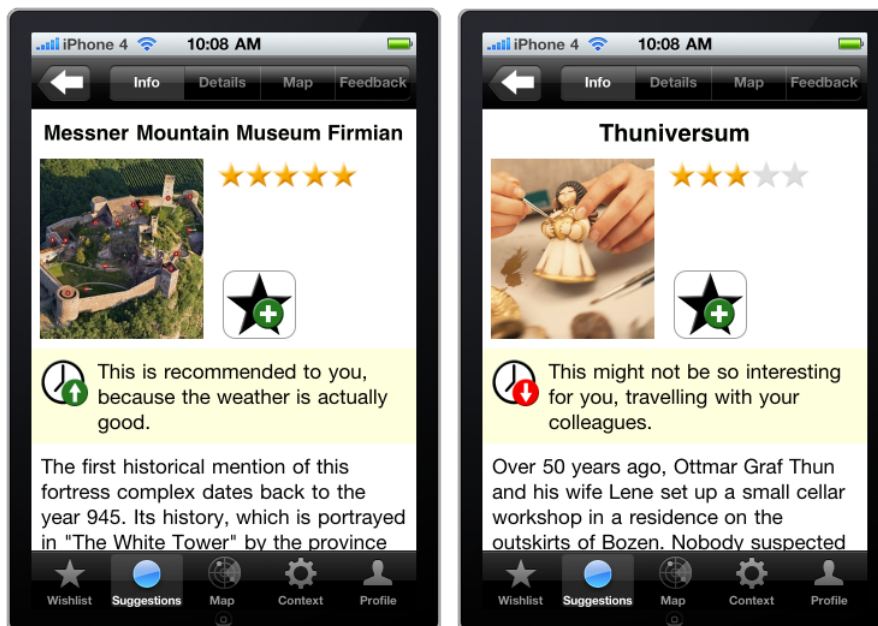 iPhone 4 10:08 AM
Info Details Map Feedback
Messner Mountain Museum Firmian
This is recommended to you,
because the weather is actually
good.
The first historical mention of this
fortress complex dates back to the
year 945. Its history, which is portrayed
in "The White Tower" by the province
Wishlist Suggestions Map Context Profile
iPhone 4 10:08 AM
Info Details Map Feedback
Thuniversum
This might not be so interesting
for you, travelling with your
colleagues.
Over 50 years ago, Ottmar Graf Thun
and his wife Lene set up a small cellar
workshop in a residence on the
outskirts of Bozen. Nobody suspected
Wishlist Suggestions Map Context Profile